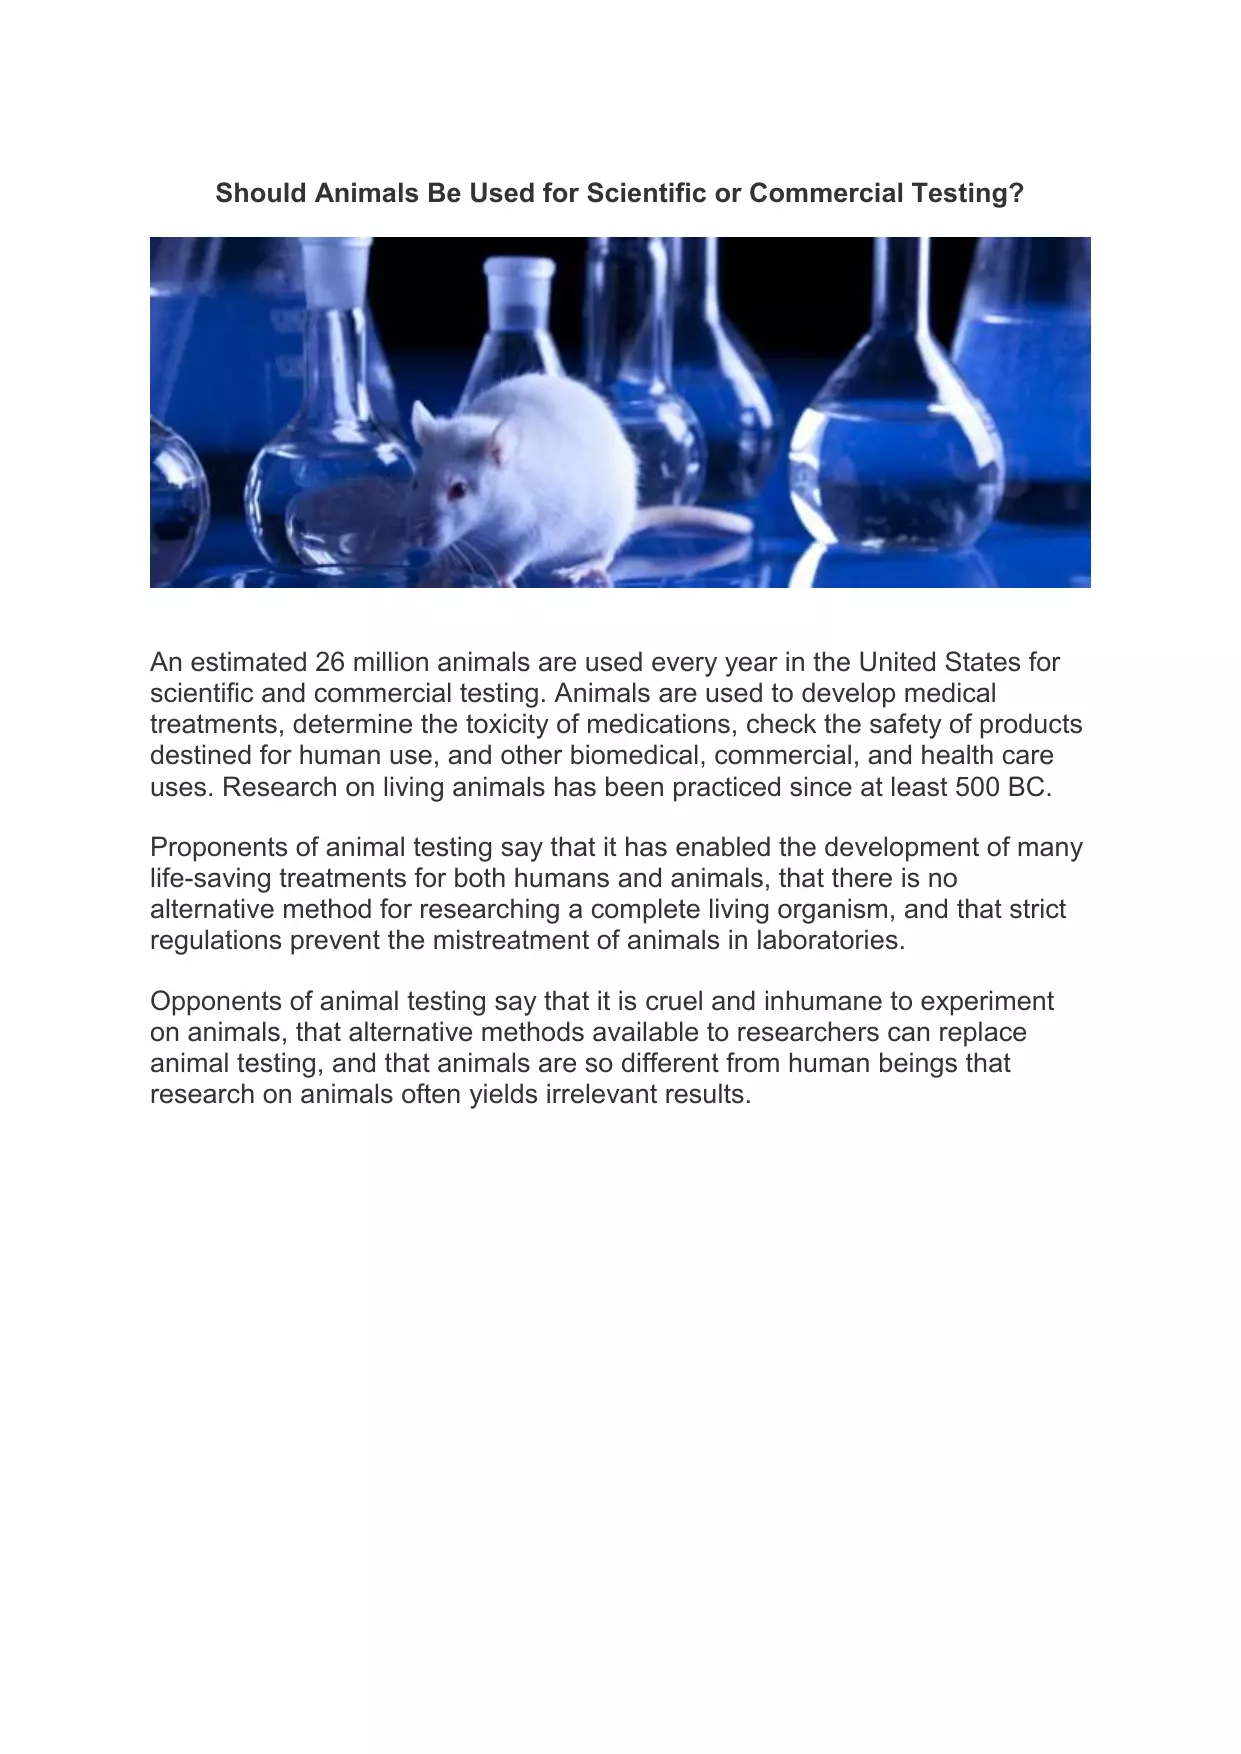 Should Animals Be Used for Scientific or Commercial Testing?
An estimated 26 million animals are used every year in the United States for
scientific and commercial testing. Animals are used to develop medical
treatments, determine the toxicity of medications, check the safety of products
destined for human use, and other biomedical, commercial, and health care
uses. Research on living animals has been practiced since at least 500 BC.
Proponents of animal testing say that it has enabled the development of many
life-saving treatments for both humans and animals, that there is no
alternative method for researching a complete living organism, and that strict
regulations prevent the mistreatment of animals in laboratories.
Opponents of animal testing say that it is cruel and inhumane to experiment
on animals, that alternative methods available to researchers can replace
animal testing, and that animals are so different from human beings that
research on animals often yields irrelevant results.